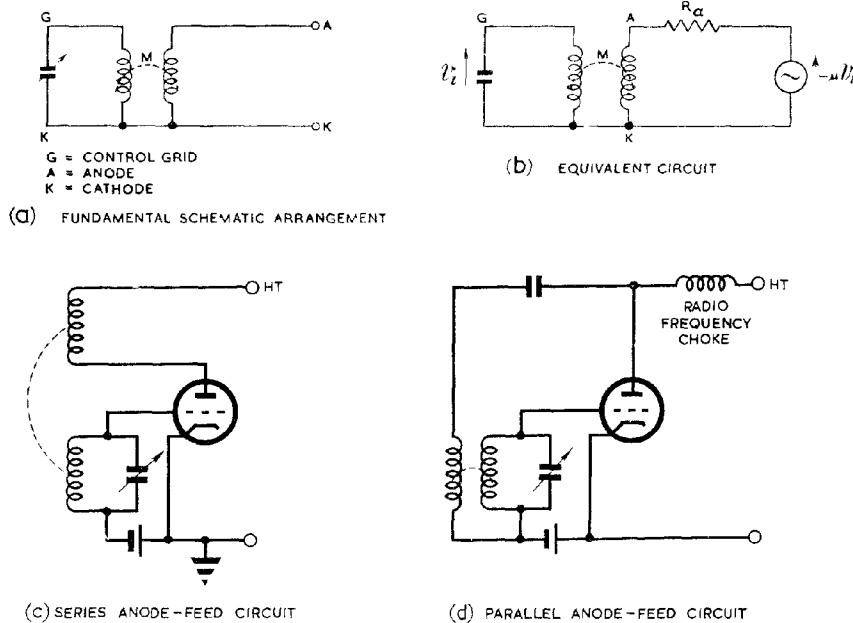 G
A
M
K
K
G = CONTROL GRID
A = ANODE
K = CATHODE
(a) FUNDAMENTAL SCHEMATIC ARRANGEMENT
G
A
Rα
M
K
(b) EQUIVALENT CIRCUIT
HT
(c) SERIES ANODE-FEED CIRCUIT
HT
RADIO
FREQUENCY
CHOKE
(d) PARALLEL ANODE-FEED CIRCUIT